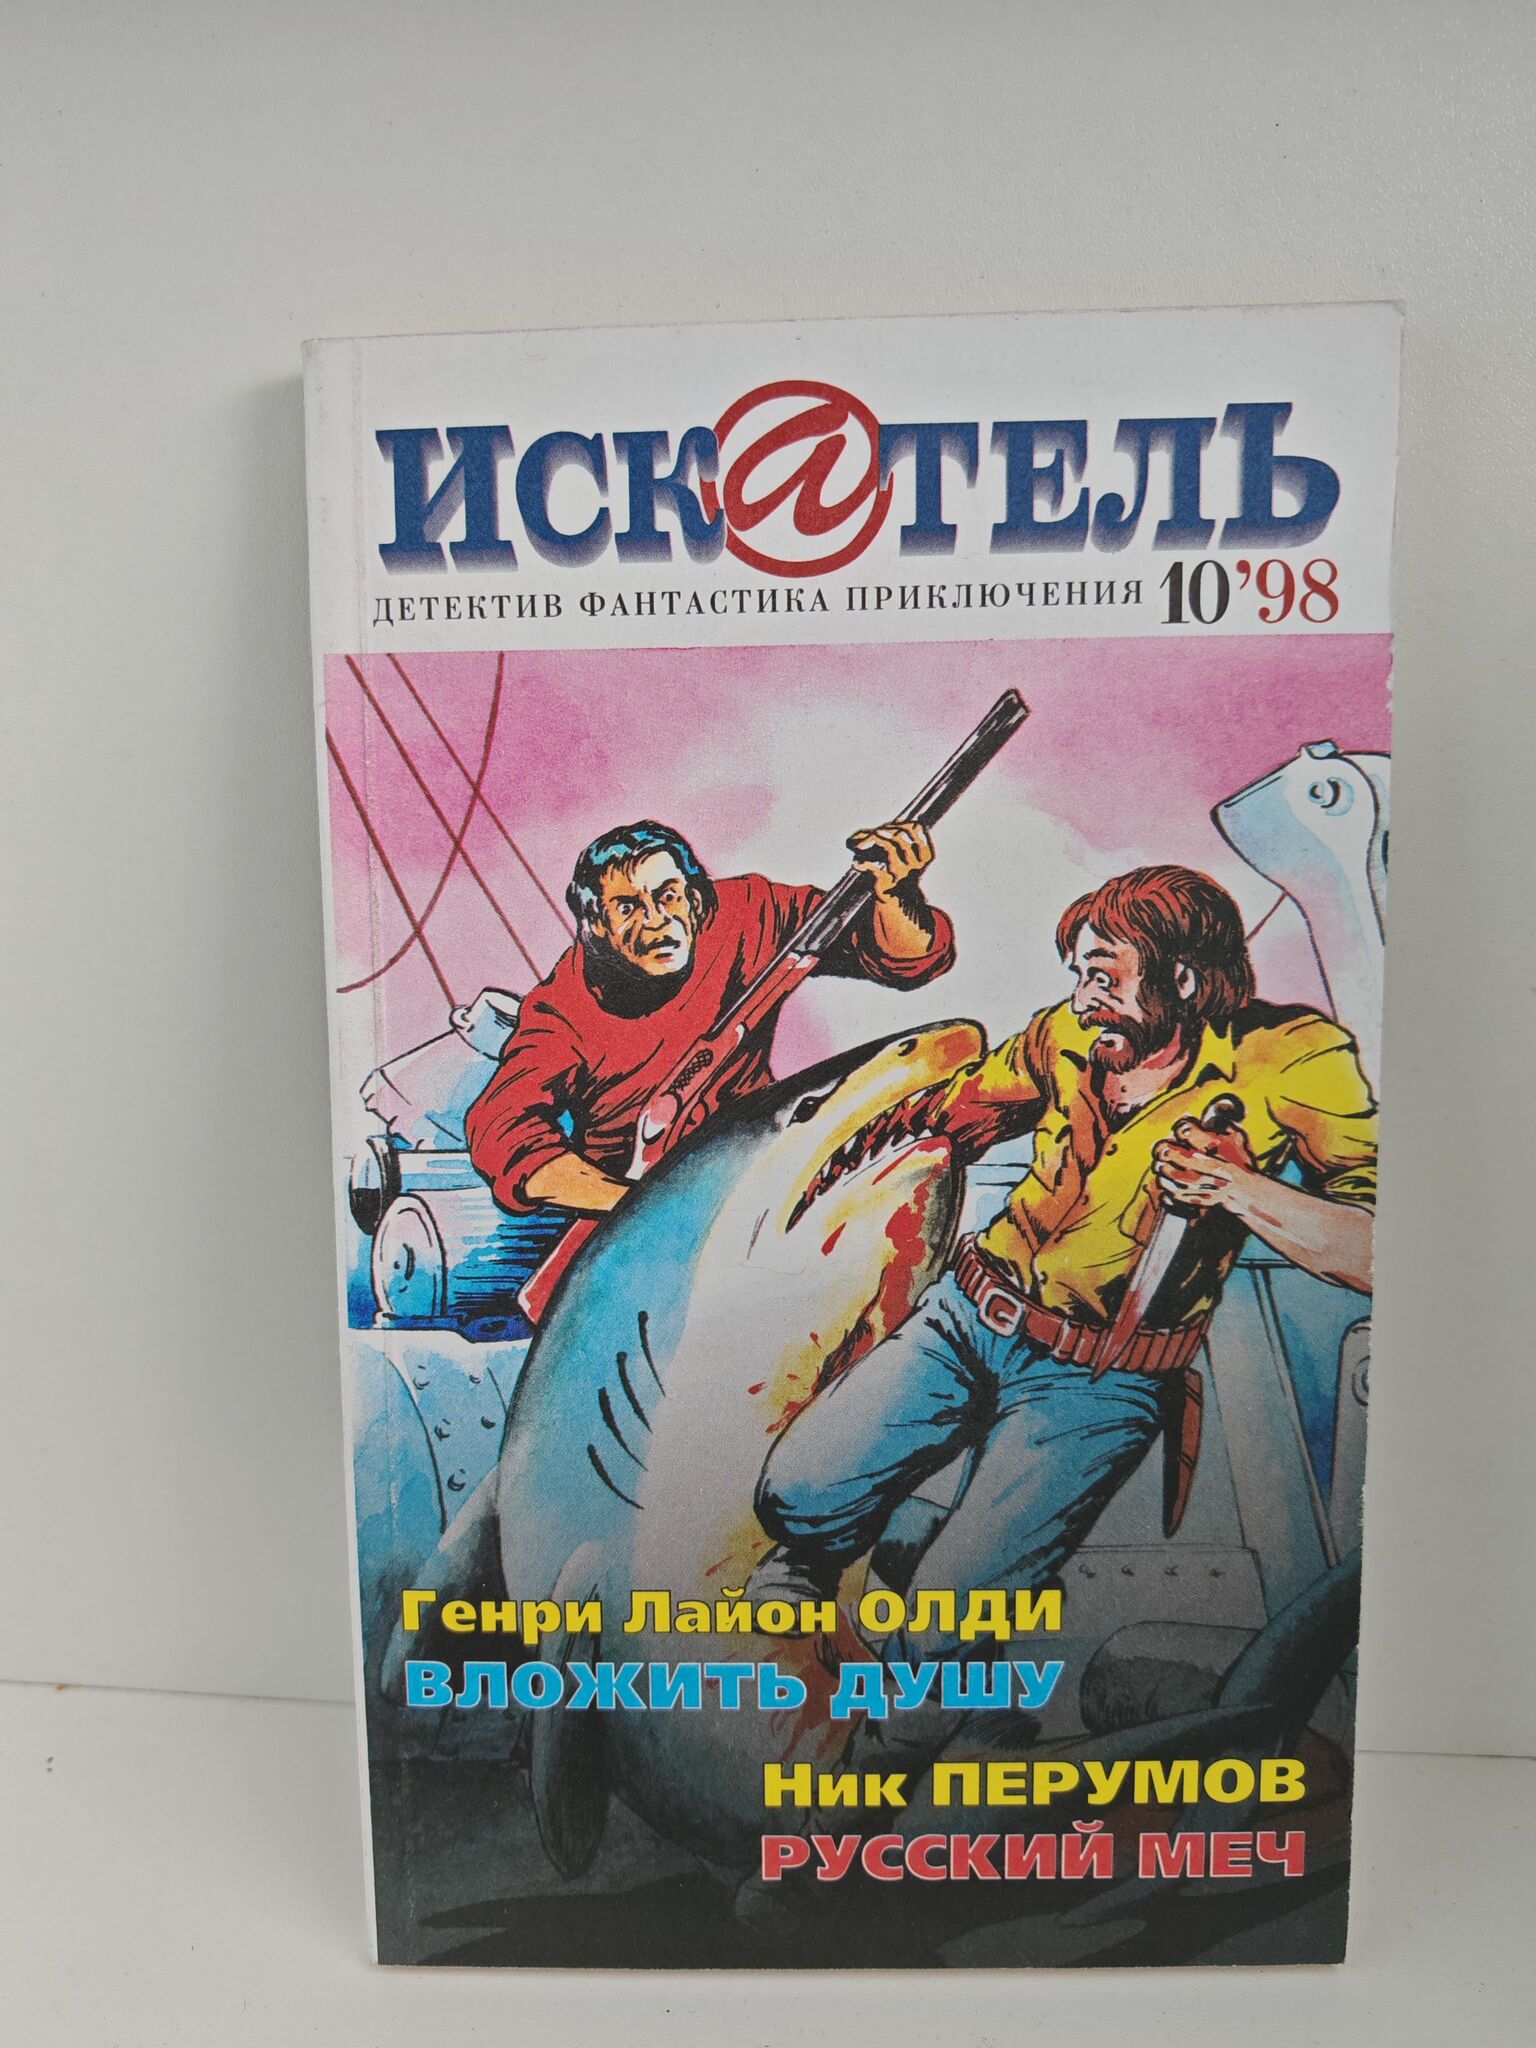 ИСК@ТЕЛЬ
ДЕТЕКТИВ ФАНТАСТИКА ПРИКЛЮЧЕНИЯ 10'98
Генри Лайон ОЛДИ
ВЛОЖИТЬ ДУШУ
Ник ПЕРУМОВ
РУССКИЙ МЕЧ